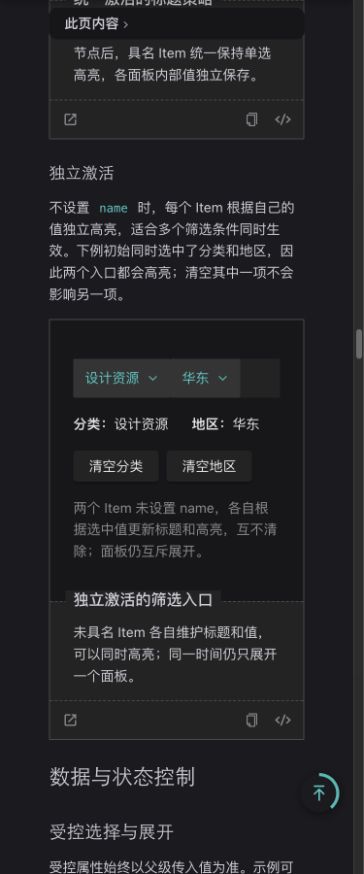 统一激活的标题策略
此页内容 ›
节点后，具名 Item 统一保持单选
高亮，各面板内部值独立保存。
独立激活
不设置 name 时，每个 Item 根据自己的
值独立高亮，适合多个筛选条件同时生
效。下例初始同时选中了分类和地区，因
此两个入口都会高亮；清空其中一项不会
影响另一项。
设计资源 华东
分类：设计资源 地区：华东
清空分类 清空地区
两个 Item 未设置 name，各自根
据选中值更新标题和高亮，互不清
除；面板仍互斥展开。
独立激活的筛选入口
未具名 Item 各自维护标题和值，
可以同时高亮；同一时间仍只展开
一个面板。
数据与状态控制
受控选择与展开
受控属性始终以父级传入值为准。示例可